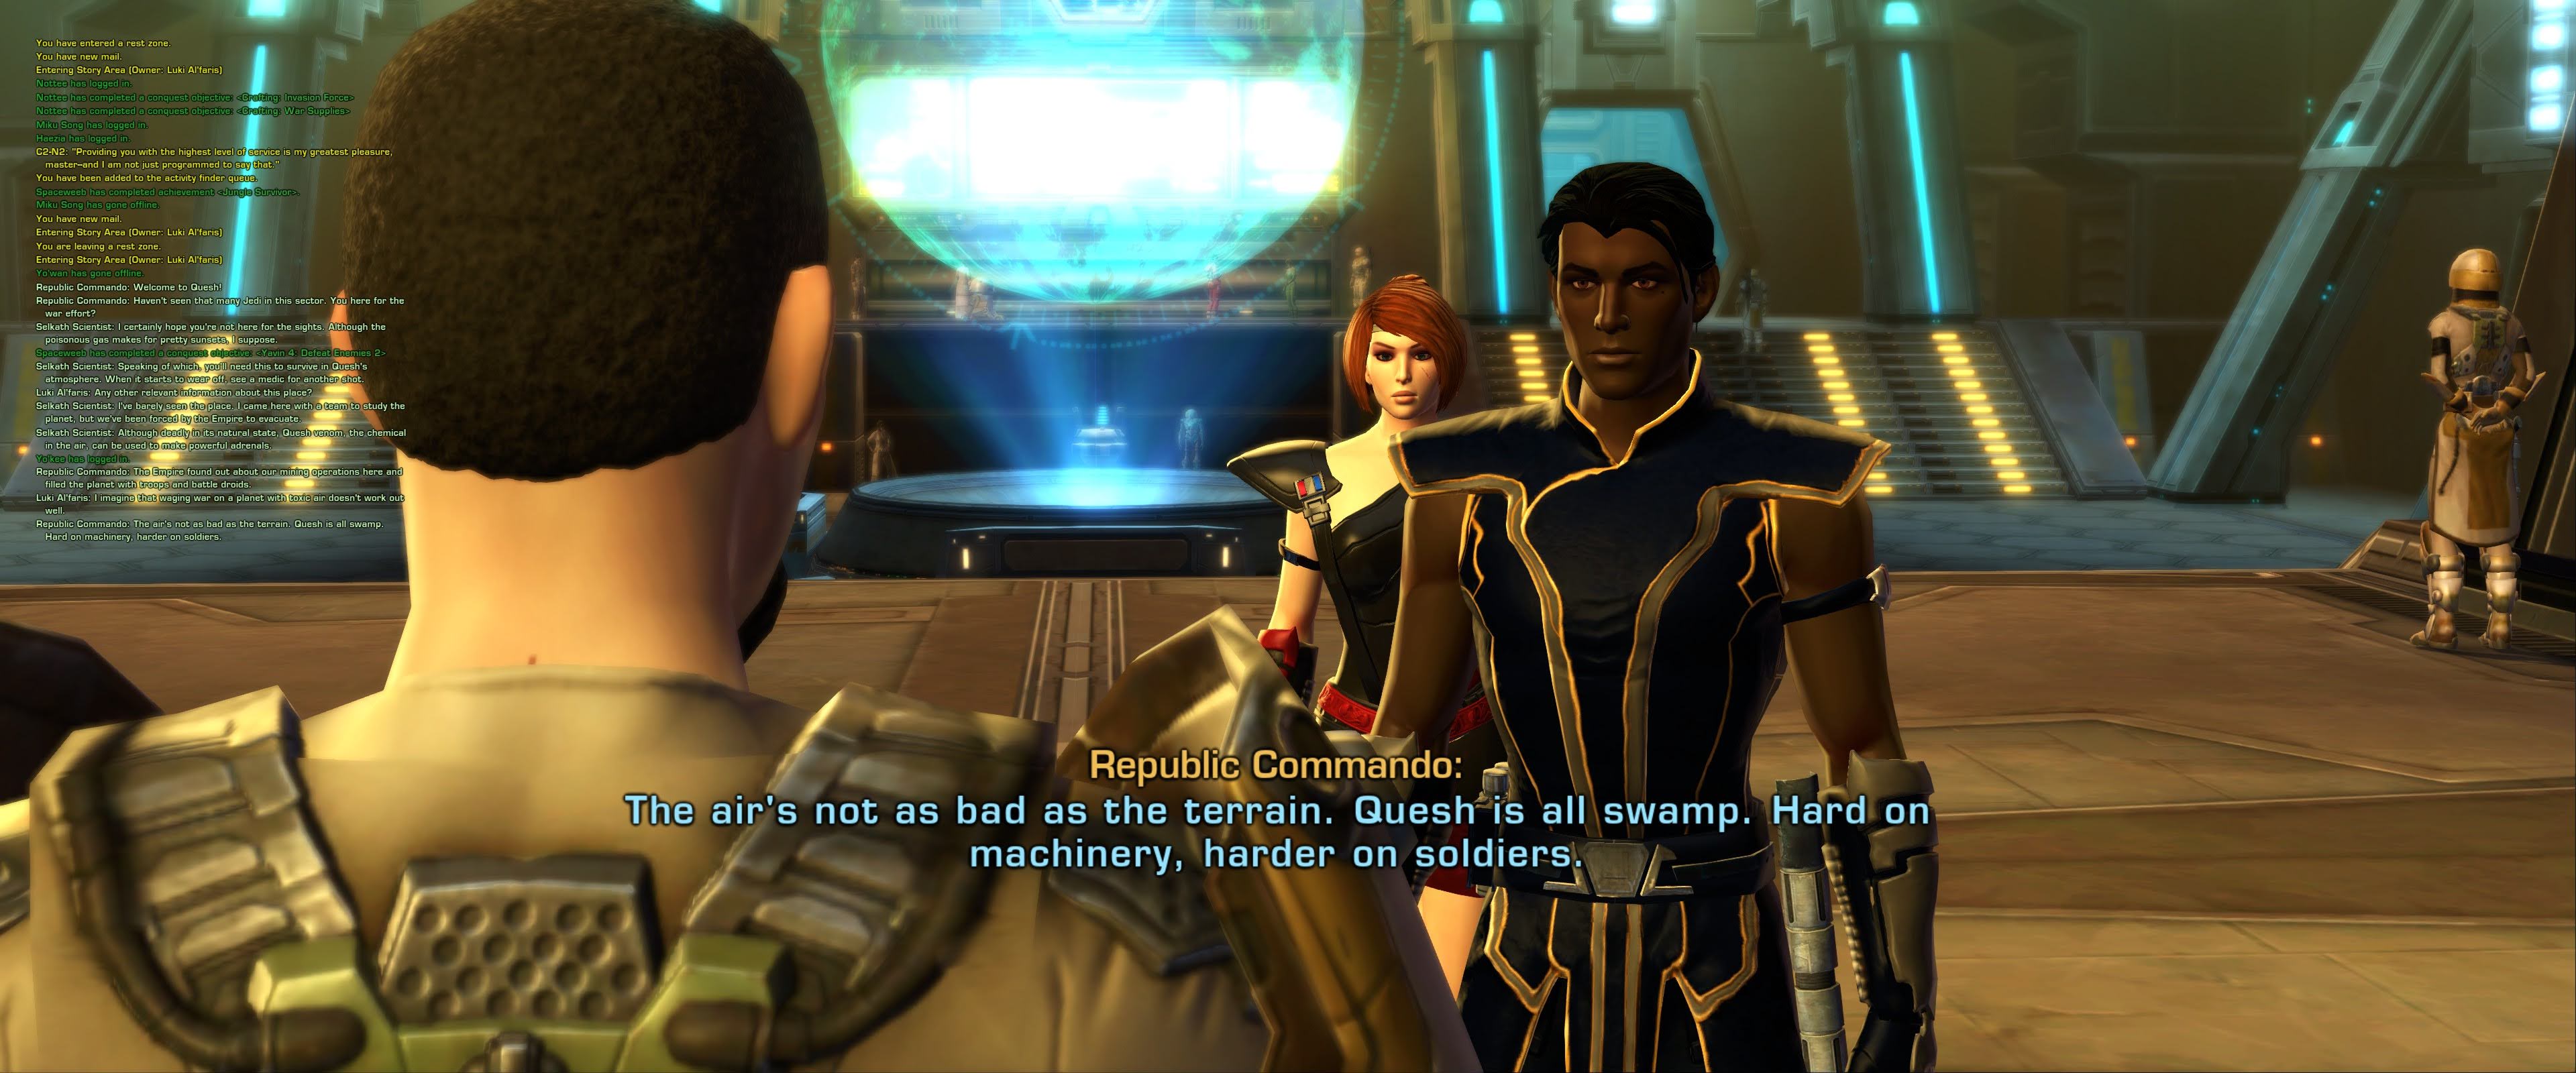 You have entered a rest zone.
You have new mail.
Entering Story Area (Owner: Luki Al'faris)
Nottee has logged in.
Nottee has completed a conquest objective: <Crafting: Invasion Force>
Nottee has completed a conquest objective: <Crafting: War Supplies>
Miku Song has logged in.
Haezia has logged in.
C2-N2: "Providing you with the highest level of service is my greatest pleasure,
master—and I am not just programmed to say that."
You have been added to the activity finder queue.
Spaceweeb has completed achievement <Jungle Survivor>.
Miku Song has gone offline.
You have new mail.
Entering Story Area (Owner: Luki Al'faris)
You are leaving a rest zone.
Entering Story Area (Owner: Luki Al'faris)
Yo'wan has gone offline.
Republic Commando: Welcome to Quesh!
Republic Commando: Haven't seen that many Jedi in this sector. You here for the
war effort?
Selkath Scientist: I certainly hope you're not here for the sights. Although the
poisonous gas makes for pretty sunsets, I suppose.
Spaceweeb has completed a conquest objective: <Yavin 4: Defeat Enemies 2>
Selkath Scientist: Speaking of which, you'll need this to survive in Quesh's
atmosphere. When it starts to wear off, see a medic for another shot.
Luki Al'faris: Any other relevant information about this place?
Selkath Scientist: I've barely seen the place. I came here with a team to study the
planet, but we've been forced by the Empire to evacuate.
Selkath Scientist: Although deadly in its natural state, Quesh venom, the chemical
in the air, can be used to make powerful adrenals.
Yo'kee has logged in.
Republic Commando: The Empire found out about our mining operations here and
filled the planet with troops and battle droids.
Luki Al'faris: I imagine that waging war on a planet with toxic air doesn't work out
well.
Republic Commando: The air's not as bad as the terrain. Quesh is all swamp.
Hard on machinery, harder on soldiers.
Republic Commando:
The air's not as bad as the terrain. Quesh is all swamp. Hard on
machinery, harder on soldiers.